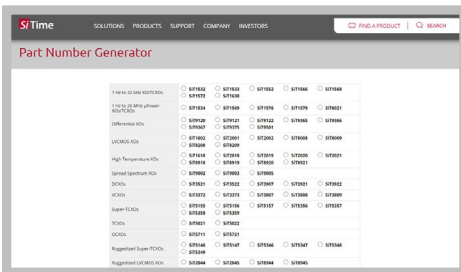 SiTime
SOLUTIONS PRODUCTS SUPPORT COMPANY INVESTORS FIND A PRODUCT SEARCH
Part Number Generator
1 Hz to 32 kHz XO/TCXOs SiT1532 SiT1533 SiT1552 SiT1566 SiT1568
SiT1572 SiT1630
1 Hz to 26 MHz µPower XOs/TCXOs SiT1534 SiT1569 SiT1576 SiT1579 SiT8021
Differential XOs SiT9120 SiT9121 SiT9122 SiT9365 SiT9366
SiT9367 SiT9375 SiT9501
LVCMOS XOs SiT1602 SiT2001 SiT2002 SiT8008 SiT8009
SiT8208 SiT8209
High Temperature XOs SiT1618 SiT2018 SiT2019 SiT2020 SiT2021
SiT8918 SiT8919 SiT8920 SiT8921
Spread Spectrum XOs SiT9002 SiT9003 SiT9005
DCXOs SiT3521 SiT3522 SiT3907 SiT3921 SiT3922
VCXOs SiT3372 SiT3373 SiT3807 SiT3808 SiT3809
Super-TCXOs SiT5155 SiT5156 SiT5157 SiT5356 SiT5357
SiT5358 SiT5359
TCXOs SiT5021 SiT5022
OCXOs SiT5711 SiT5721
Ruggedized Super-TCXOs SiT5146 SiT5147 SiT5346 SiT5347 SiT5348
SiT5349
Ruggedized LVCMOS XOs SiT2044 SiT2045 SiT8944 SiT8945